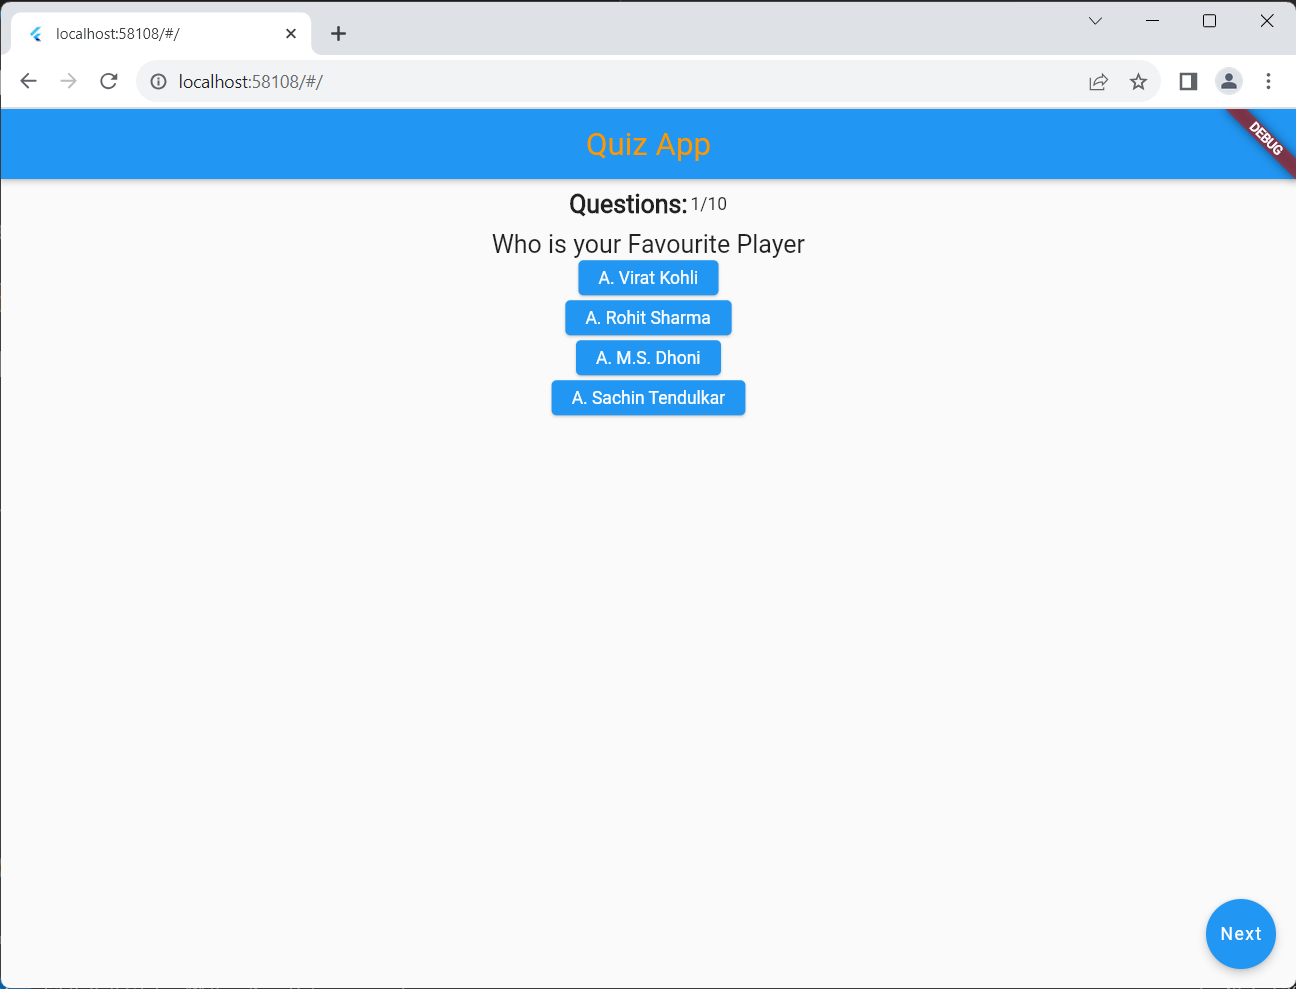 localhost:58108/#/
localhost:58108/#/
Quiz App
DEBUG
Questions: 1/10
Who is your Favourite Player
A. Virat Kohli
A. Rohit Sharma
A. M.S. Dhoni
A. Sachin Tendulkar
Next